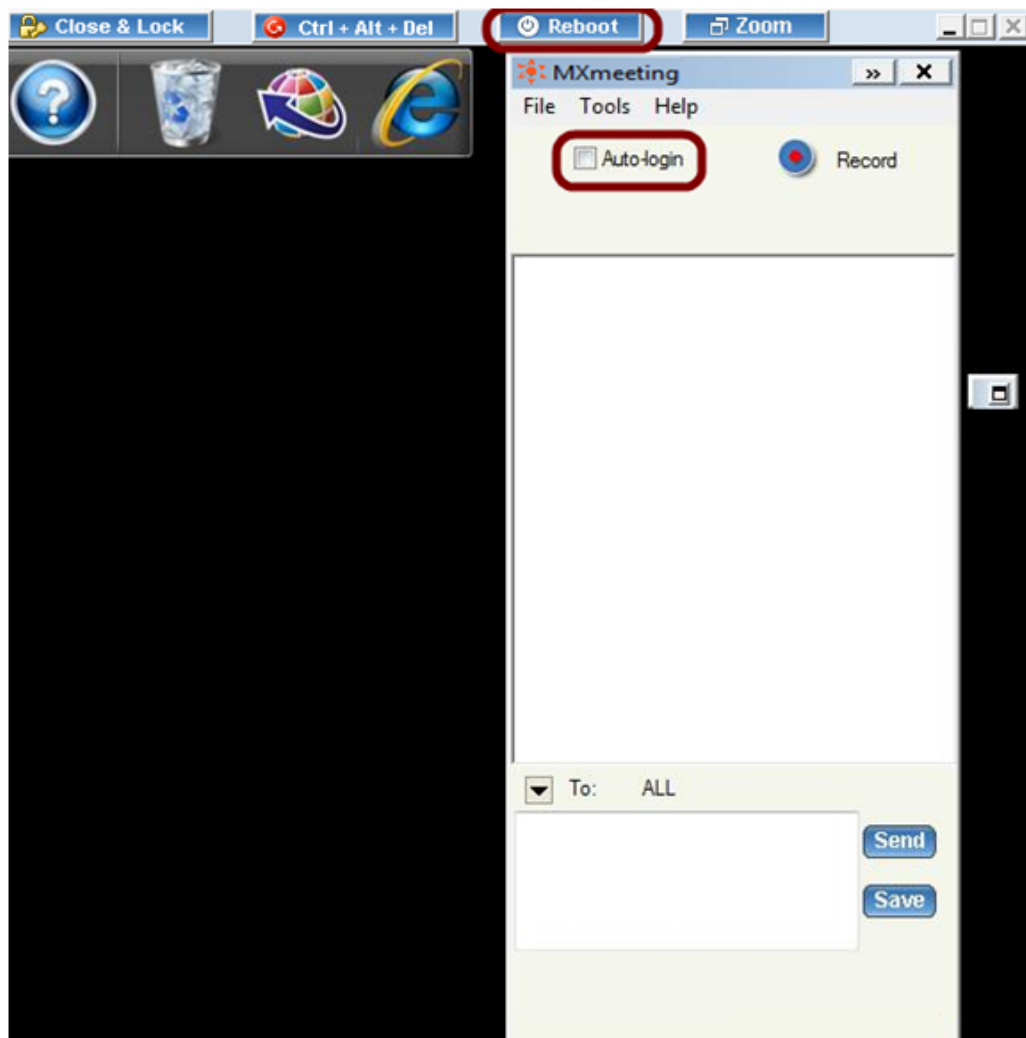 Close & Lock
Ctrl + Alt + Del
Reboot
Zoom
MXmeeting
File Tools Help
Auto-login
Record
To: ALL
Send
Save